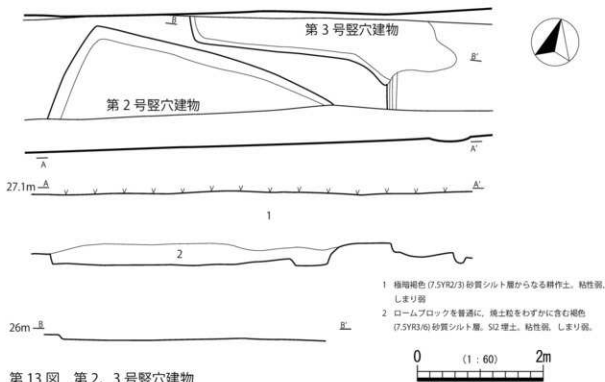 B
第3号竪穴建物
B'
第2号竪穴建物
A
A'
27.1m A
A'
1
2
1 極暗褐色 (7.5YR2/3) 砂質シルト層からなる耕作土。粘性弱、
しまり弱
2 ロームブロックを普通に、焼土粒をわずかに含む褐色
(7.5YR3/6) 砂質シルト層。SI2 埋土。粘性弱、しまり弱。
26m B
B'
0 (1:60) 2m
第13図 第2、3号竪穴建物